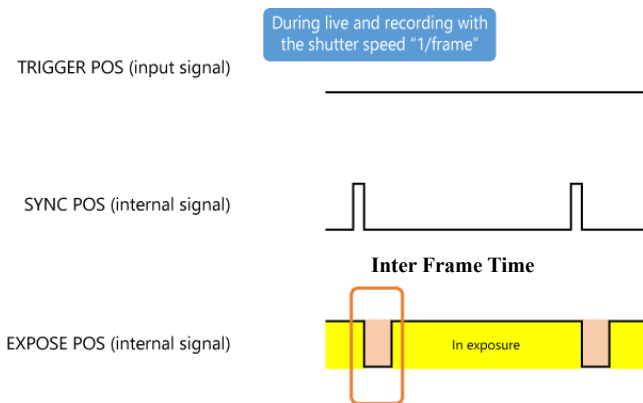 During live and recording with
the shutter speed “1/frame”
TRIGGER POS (input signal)
SYNC POS (internal signal)
Inter Frame Time
EXPOSE POS (internal signal)
In exposure